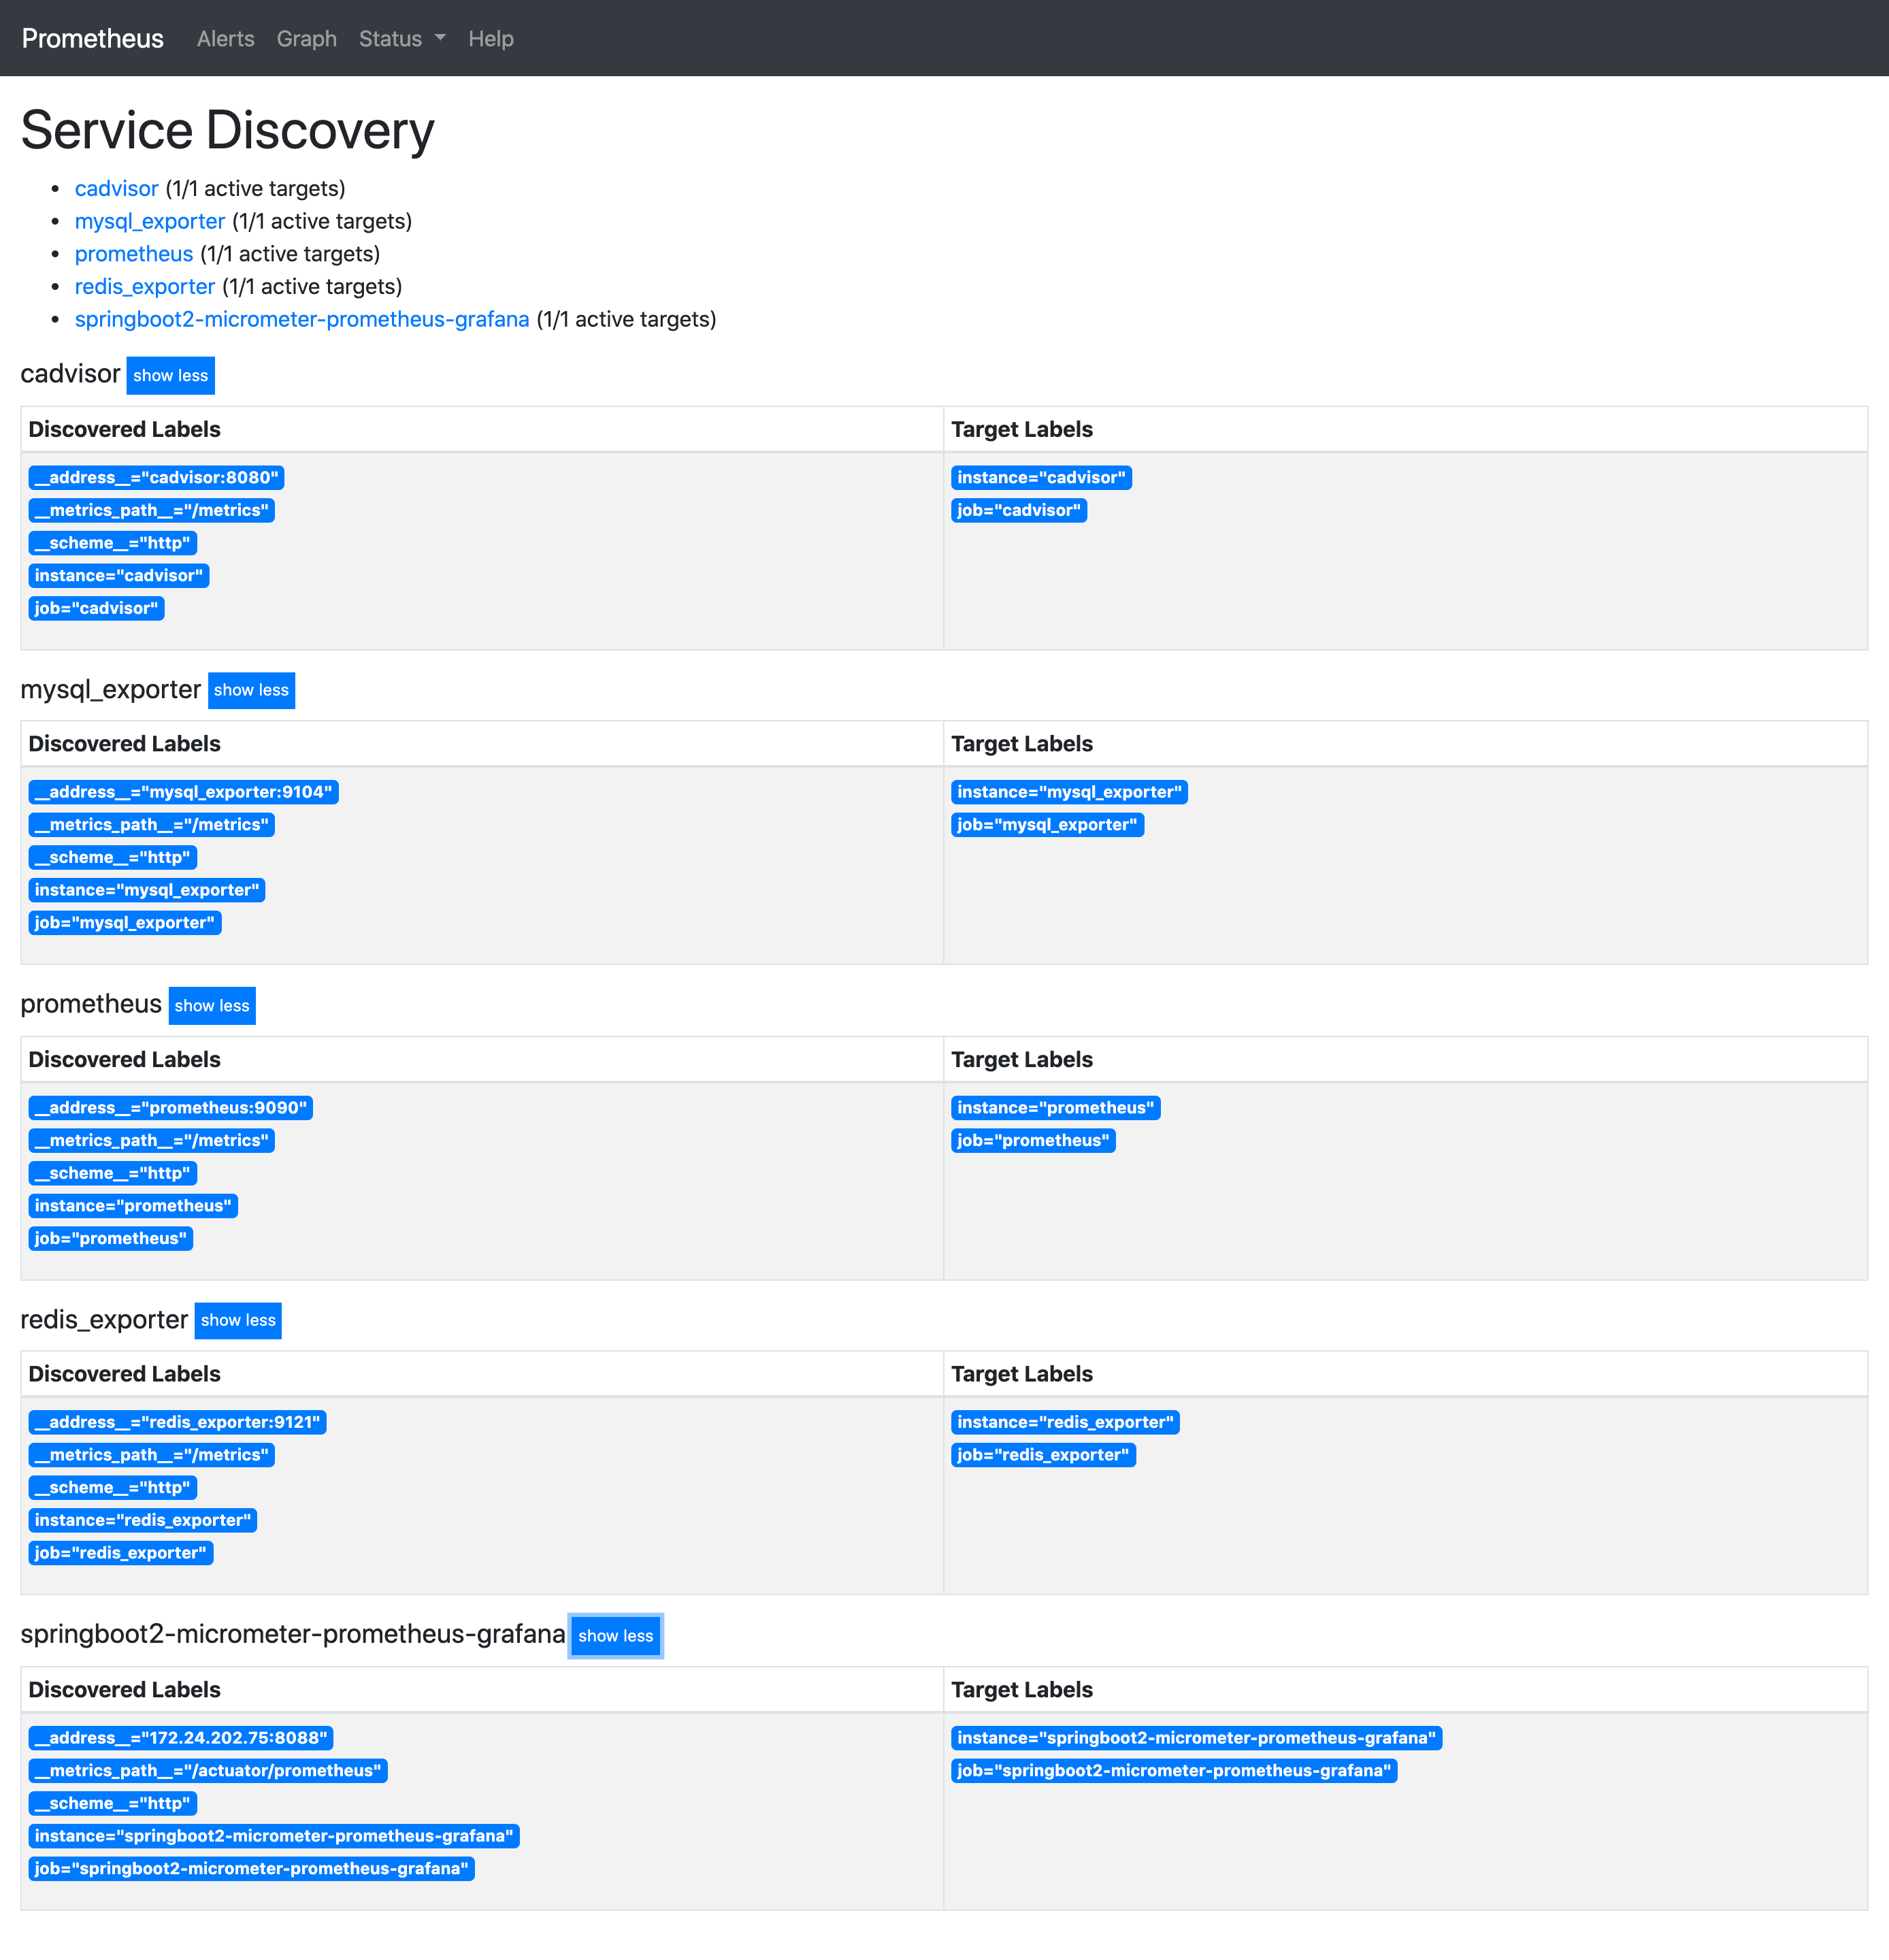 Prometheus Alerts Graph Status Help
Service Discovery
cadvisor (1/1 active targets)
mysql_exporter (1/1 active targets)
prometheus (1/1 active targets)
redis_exporter (1/1 active targets)
springboot2-micrometer-prometheus-grafana (1/1 active targets)
cadvisor show less
Discovered Labels Target Labels
__address__="cadvisor:8080" instance="cadvisor"
__metrics_path__="/metrics" job="cadvisor"
__scheme__="http"
instance="cadvisor"
job="cadvisor"
mysql_exporter show less
Discovered Labels Target Labels
__address__="mysql_exporter:9104" instance="mysql_exporter"
__metrics_path__="/metrics" job="mysql_exporter"
__scheme__="http"
instance="mysql_exporter"
job="mysql_exporter"
prometheus show less
Discovered Labels Target Labels
__address__="prometheus:9090" instance="prometheus"
__metrics_path__="/metrics" job="prometheus"
__scheme__="http"
instance="prometheus"
job="prometheus"
redis_exporter show less
Discovered Labels Target Labels
__address__="redis_exporter:9121" instance="redis_exporter"
__metrics_path__="/metrics" job="redis_exporter"
__scheme__="http"
instance="redis_exporter"
job="redis_exporter"
springboot2-micrometer-prometheus-grafana show less
Discovered Labels Target Labels
__address__="172.24.202.75:8088" instance="springboot2-micrometer-prometheus-grafana"
__metrics_path__="/actuator/prometheus" job="springboot2-micrometer-prometheus-grafana"
__scheme__="http"
instance="springboot2-micrometer-prometheus-grafana"
job="springboot2-micrometer-prometheus-grafana"